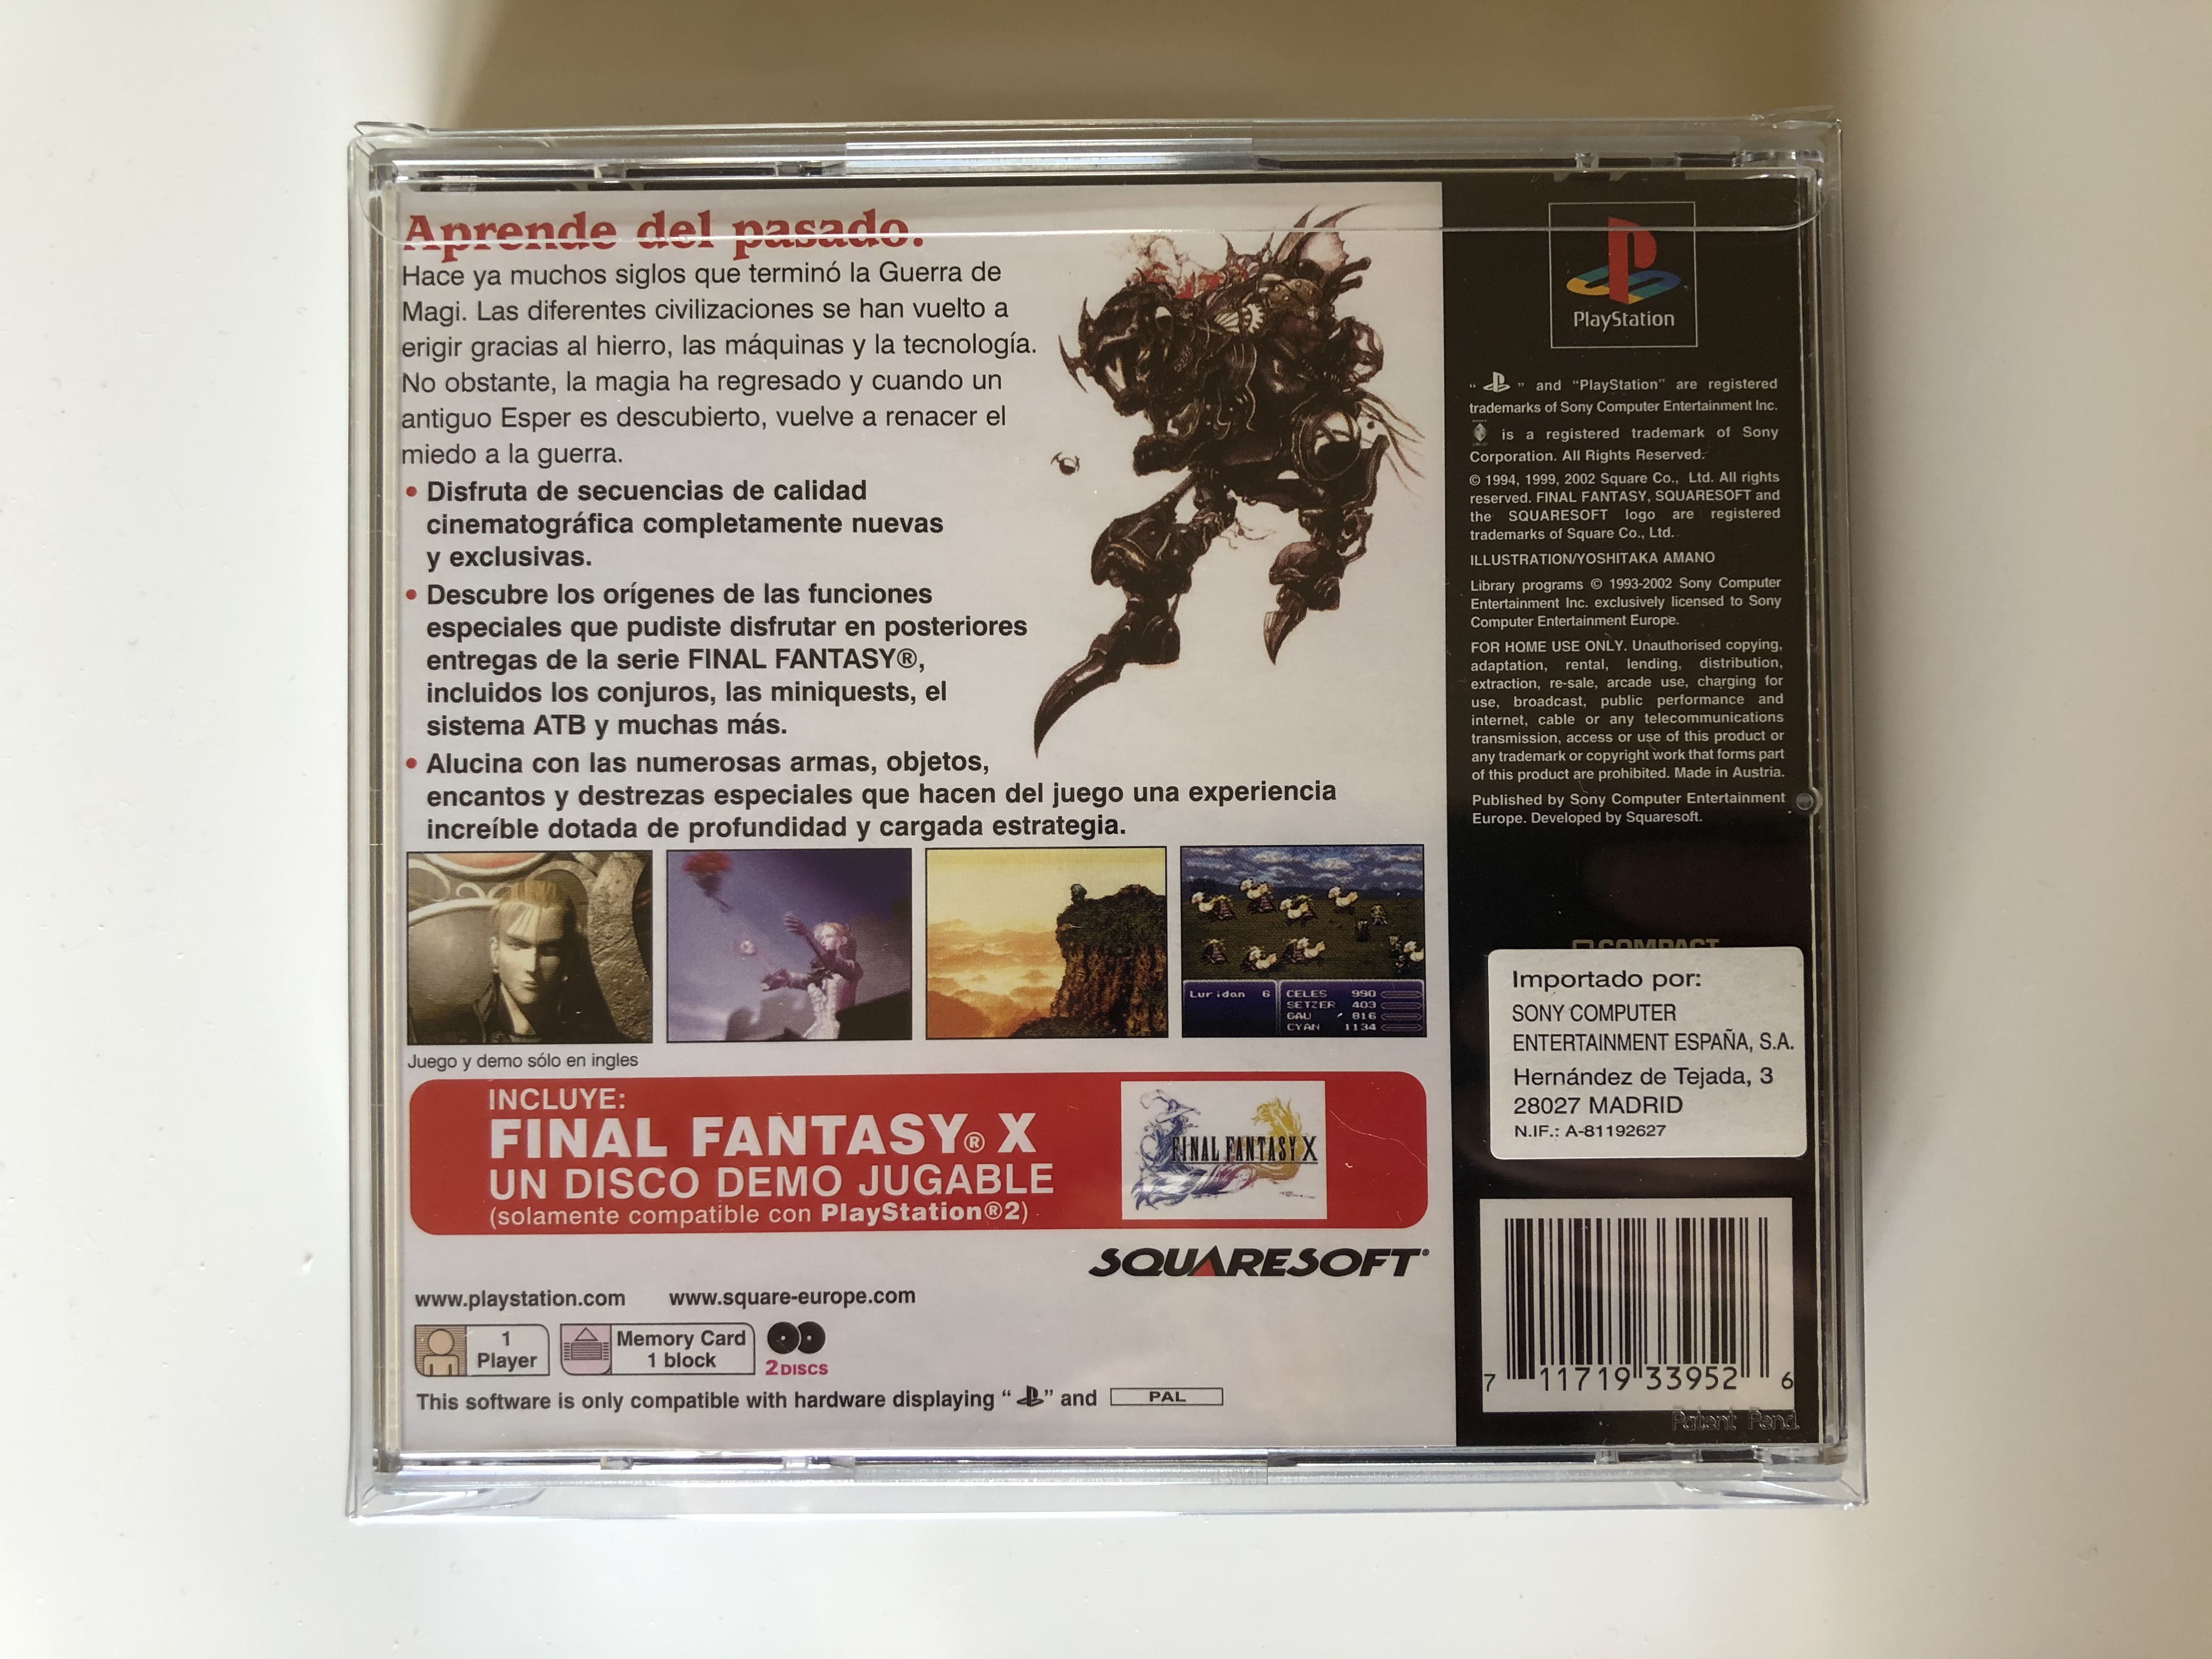 Aprende del pasado.
Hace ya muchos siglos que terminó la Guerra de
Magi. Las diferentes civilizaciones se han vuelto a
erigir gracias al hierro, las máquinas y la tecnología.
No obstante, la magia ha regresado y cuando un
antiguo Esper es descubierto, vuelve a renacer el
miedo a la guerra.
• Disfruta de secuencias de calidad
cinematográfica completamente nuevas
y exclusivas.
• Descubre los orígenes de las funciones
especiales que pudiste disfrutar en posteriores
entregas de la serie FINAL FANTASY®,
incluidos los conjuros, las miniquests, el
sistema ATB y muchas más.
• Alucina con las numerosas armas, objetos,
encantos y destrezas especiales que hacen del juego una experiencia
increíble dotada de profundidad y cargada estrategia.
Luridan 6
CELES 990
SETZER 403
GAU 816
CYAN 1134
Juego y demo sólo en ingles
INCLUYE:
FINAL FANTASY® X
UN DISCO DEMO JUGABLE
(solamente compatible con PlayStation®2)
FINAL FANTASY X
SQUARESOFT
www.playstation.com www.square-europe.com
1
Player
Memory Card
1 block
2 DISCS
This software is only compatible with hardware displaying “ ” and PAL
PlayStation
“ ” and “PlayStation” are registered
trademarks of Sony Computer Entertainment Inc.
is a registered trademark of Sony
Corporation. All Rights Reserved.
© 1994, 1999, 2002 Square Co., Ltd. All rights
reserved. FINAL FANTASY, SQUARESOFT and
the SQUARESOFT logo are registered
trademarks of Square Co., Ltd.
ILLUSTRATION/YOSHITAKA AMANO
Library programs © 1993-2002 Sony Computer
Entertainment Inc. exclusively licensed to Sony
Computer Entertainment Europe.
FOR HOME USE ONLY. Unauthorised copying,
adaptation, rental, lending, distribution,
extraction, re-sale, arcade use, charging for
use, broadcast, public performance and
internet, cable or any telecommunications
transmission, access or use of this product or
any trademark or copyright work that forms part
of this product are prohibited. Made in Austria.
Published by Sony Computer Entertainment
Europe. Developed by Squaresoft.
COMPACT
Importado por:
SONY COMPUTER
ENTERTAINMENT ESPAÑA, S.A.
Hernández de Tejada, 3
28027 MADRID
N.IF.: A-81192627
7 11719 33952 6
Patent Pend.